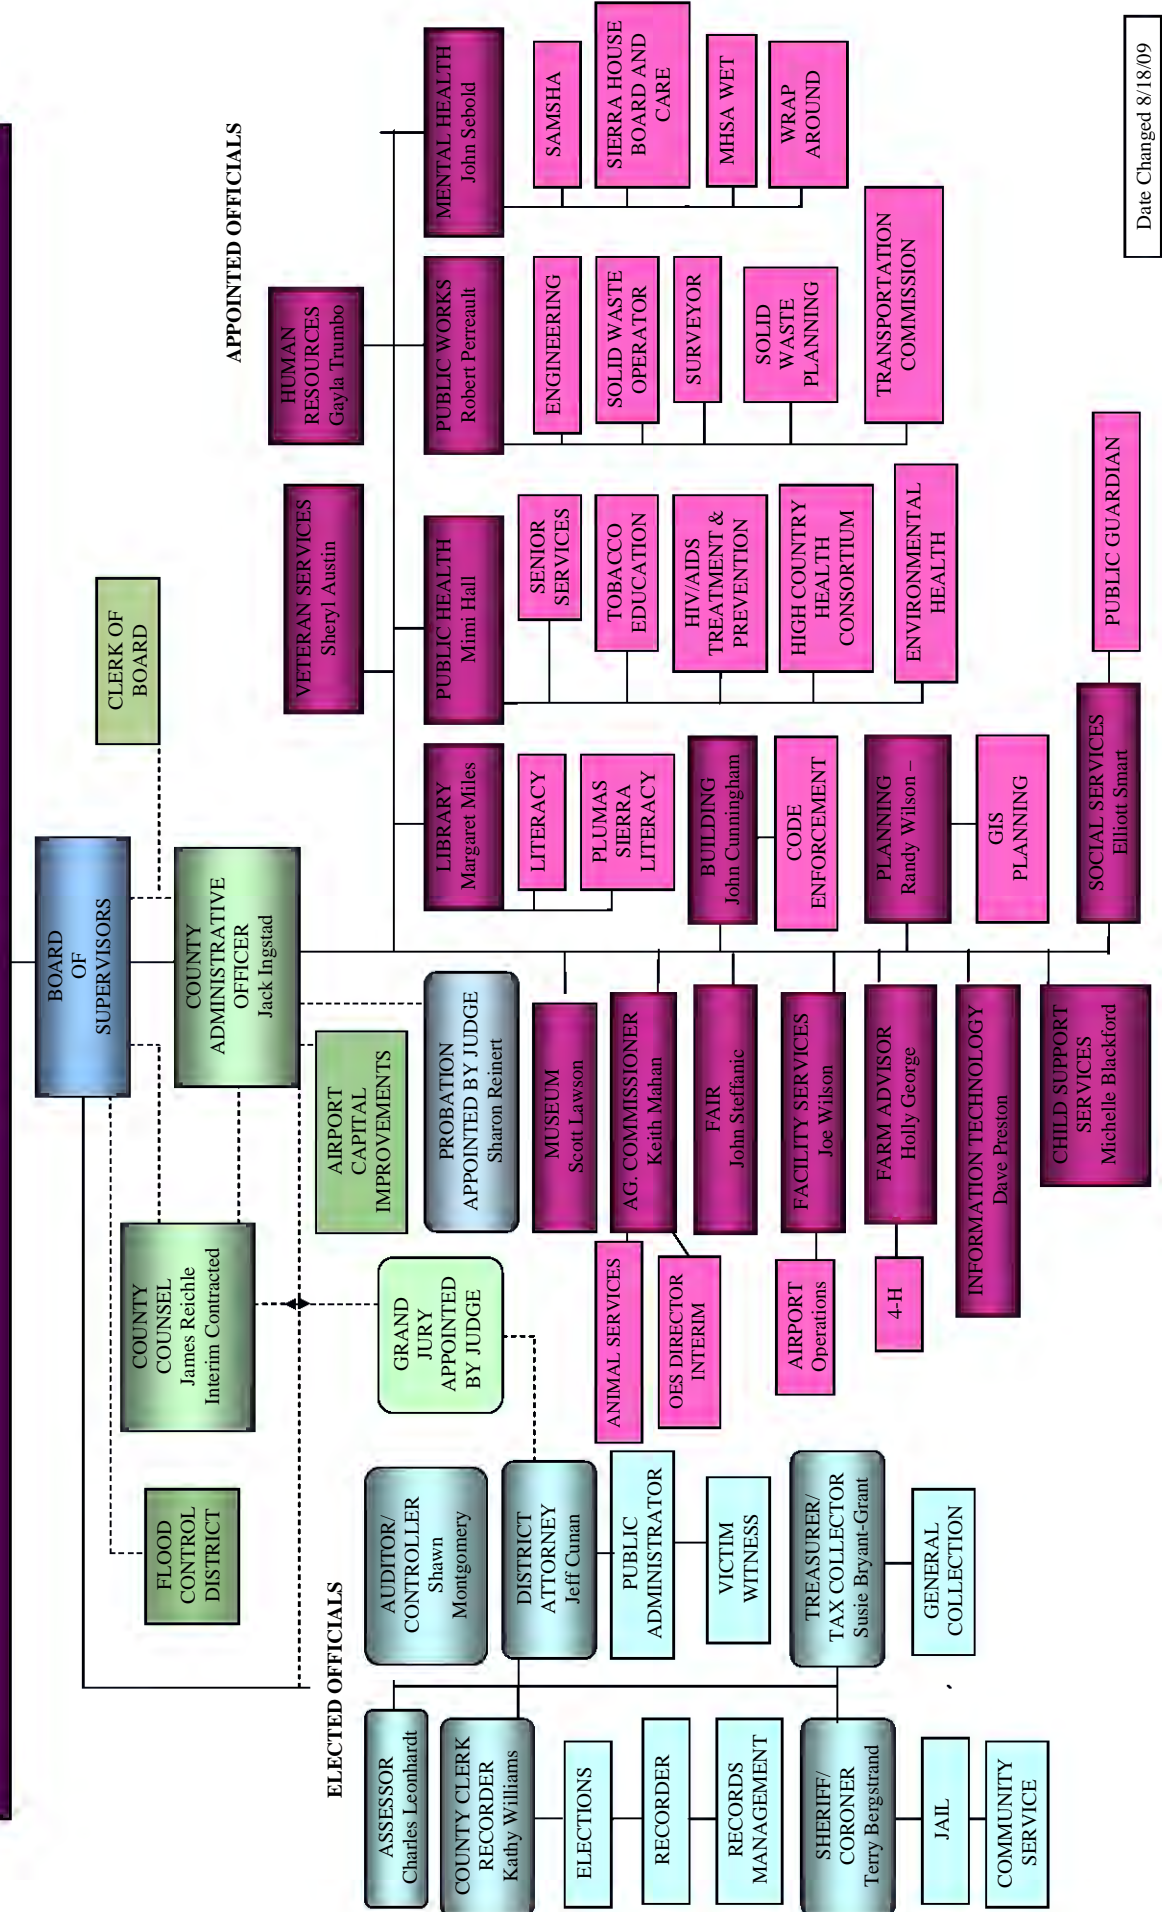 BOARD
OF
SUPERVISORS
CLERK OF
BOARD
COUNTY
ADMINISTRATIVE
OFFICER
Jack Ingstad
COUNTY
COUNSEL
James Reichle
Interim Contracted
FLOOD
CONTROL
DISTRICT
AIRPORT
CAPITAL
IMPROVEMENTS
GRAND
JURY
APPOINTED
BY JUDGE
PROBATION
APPOINTED BY JUDGE
Sharon Reinert
ELECTED OFFICIALS
ASSESSOR
Charles Leonhardt
AUDITOR/
CONTROLLER
Shawn
Montgomery
COUNTY CLERK
RECORDER
Kathy Williams
ELECTIONS
RECORDER
RECORDS
MANAGEMENT
DISTRICT
ATTORNEY
Jeff Cunan
PUBLIC
ADMINISTRATOR
VICTIM
WITNESS
SHERIFF/
CORONER
Terry Bergstrand
JAIL
COMMUNITY
SERVICE
TREASURER/
TAX COLLECTOR
Susie Bryant-Grant
GENERAL
COLLECTION
APPOINTED OFFICIALS
VETERAN SERVICES
Sheryl Austin
HUMAN
RESOURCES
Gayla Trumbo
LIBRARY
Margaret Miles
LITERACY
PLUMAS
SIERRA
LITERACY
PUBLIC HEALTH
Mimi Hall
SENIOR
SERVICES
TOBACCO
EDUCATION
HIV/AIDS
TREATMENT &
PREVENTION
HIGH COUNTRY
HEALTH
CONSORTIUM
ENVIRONMENTAL
HEALTH
PUBLIC WORKS
Robert Perreault
ENGINEERING
SOLID WASTE
OPERATOR
SURVEYOR
SOLID
WASTE
PLANNING
TRANSPORTATION
COMMISSION
MENTAL HEALTH
John Sebold
SAMSHA
SIERRA HOUSE
BOARD AND
CARE
MHSA WET
WRAP
AROUND
MUSEUM
Scott Lawson
AG. COMMISSIONER
Keith Mahan
ANIMAL SERVICES
OES DIRECTOR
INTERIM
FAIR
John Steffanic
BUILDING
John Cunningham
CODE
ENFORCEMENT
FACILITY SERVICES
Joe Wilson
AIRPORT
Operations
FARM ADVISOR
Holly George
4-H
PLANNING
Randy Wilson –
GIS
PLANNING
INFORMATION TECHNOLOGY
Dave Preston
CHILD SUPPORT
SERVICES
Michelle Blackford
SOCIAL SERVICES
Elliott Smart
PUBLIC GUARDIAN
Date Changed 8/18/09